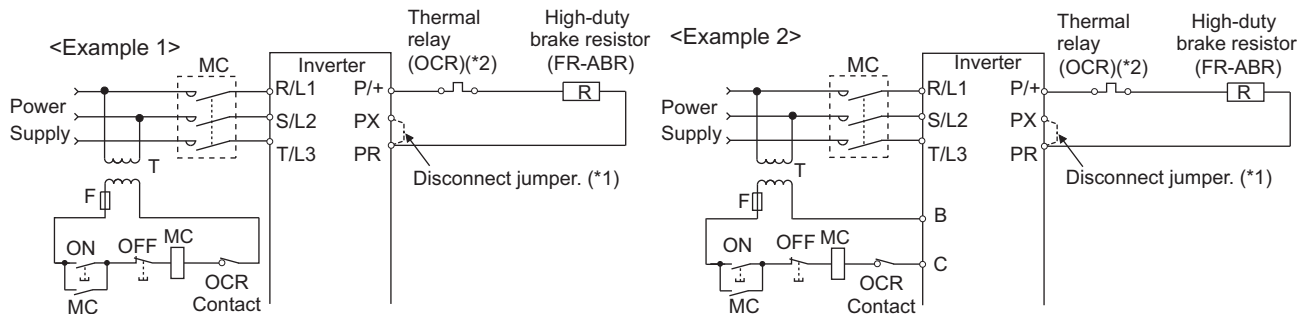 <Example 1>
Power
Supply
MC
T
F
ON
OFF
MC
MC
OCR
Contact
Inverter
R/L1
S/L2
T/L3
P/+
PX
PR
Thermal
relay
(OCR)(*2)
High-duty
brake resistor
(FR-ABR)
R
Disconnect jumper. (*1)
<Example 2>
Power
Supply
MC
T
F
ON
OFF
MC
MC
OCR
Contact
Inverter
R/L1
S/L2
T/L3
B
C
P/+
PX
PR
Thermal
relay
(OCR)(*2)
High-duty
brake resistor
(FR-ABR)
R
Disconnect jumper. (*1)